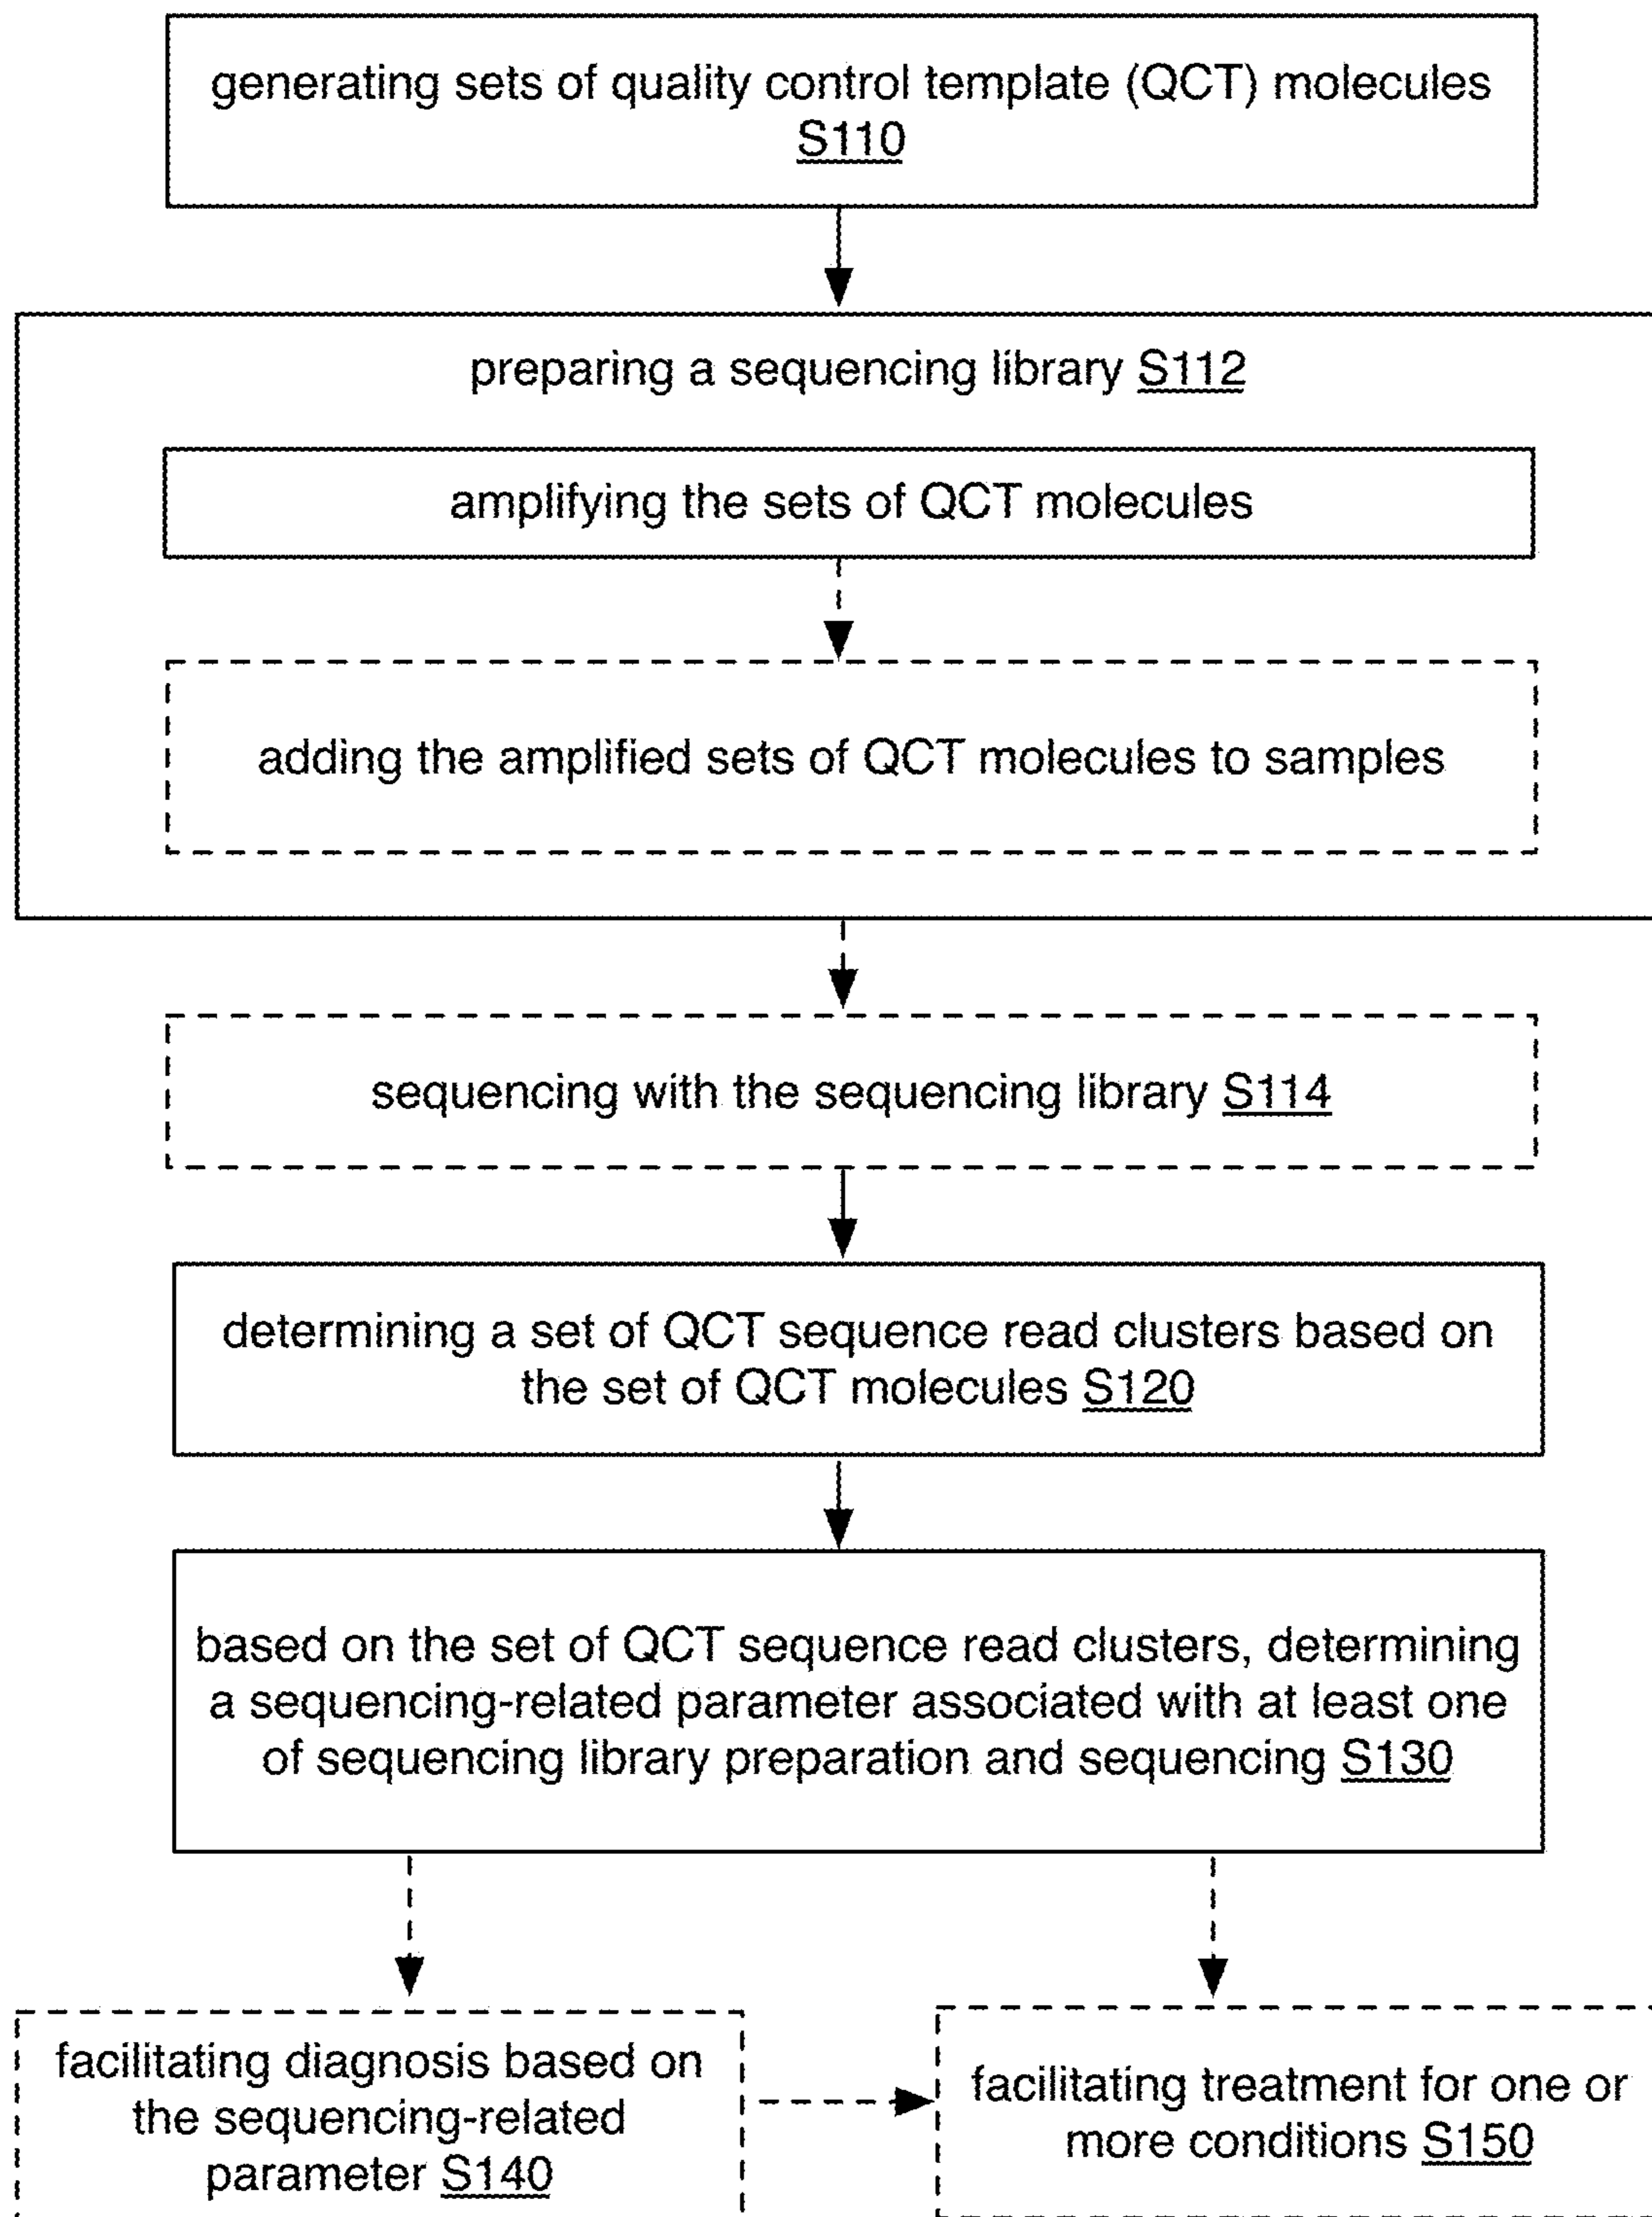 generating sets of quality control template (QCT) molecules
S110
preparing a sequencing library S112
amplifying the sets of QCT molecules
adding the amplified sets of QCT molecules to samples
sequencing with the sequencing library S114
determining a set of QCT sequence read clusters based on
the set of QCT molecules S120
based on the set of QCT sequence read clusters, determining
a sequencing-related parameter associated with at least one
of sequencing library preparation and sequencing S130
facilitating diagnosis based on
the sequencing-related
parameter S140
facilitating treatment for one or
more conditions S150